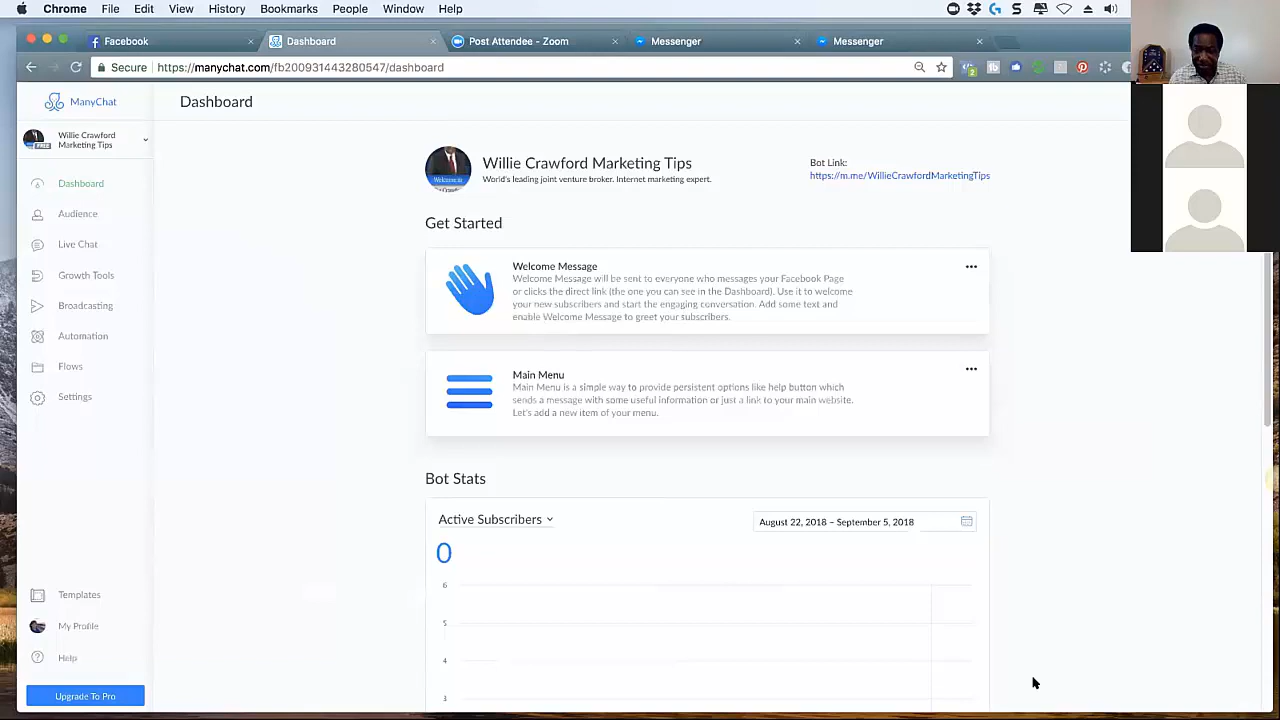 Chrome File Edit View History Bookmarks People Window Help
Facebook
Dashboard
Post Attendee - Zoom
Messenger
Messenger
Secure https://manychat.com/fb200931443280547/dashboard
ManyChat
Dashboard
Willie Crawford
Marketing Tips
FREE
Dashboard
Audience
Live Chat
Growth Tools
Broadcasting
Automation
Flows
Settings
Templates
My Profile
Help
Upgrade To Pro
Willie Crawford Marketing Tips
World's leading joint venture broker. Internet marketing expert.
Bot Link:
https://m.me/WillieCrawfordMarketingTips
Get Started
Welcome Message
Welcome Message will be sent to everyone who messages your Facebook Page
or clicks the direct link (the one you can see in the Dashboard). Use it to welcome
your new subscribers and start the engaging conversation. Add some text and
enable Welcome Message to greet your subscribers.
Main Menu
Main Menu is a simple way to provide persistent options like help button which
sends a message with some useful information or just a link to your main website.
Let's add a new item of your menu.
Bot Stats
Active Subscribers
August 22, 2018 – September 5, 2018
0
6
5
4
3